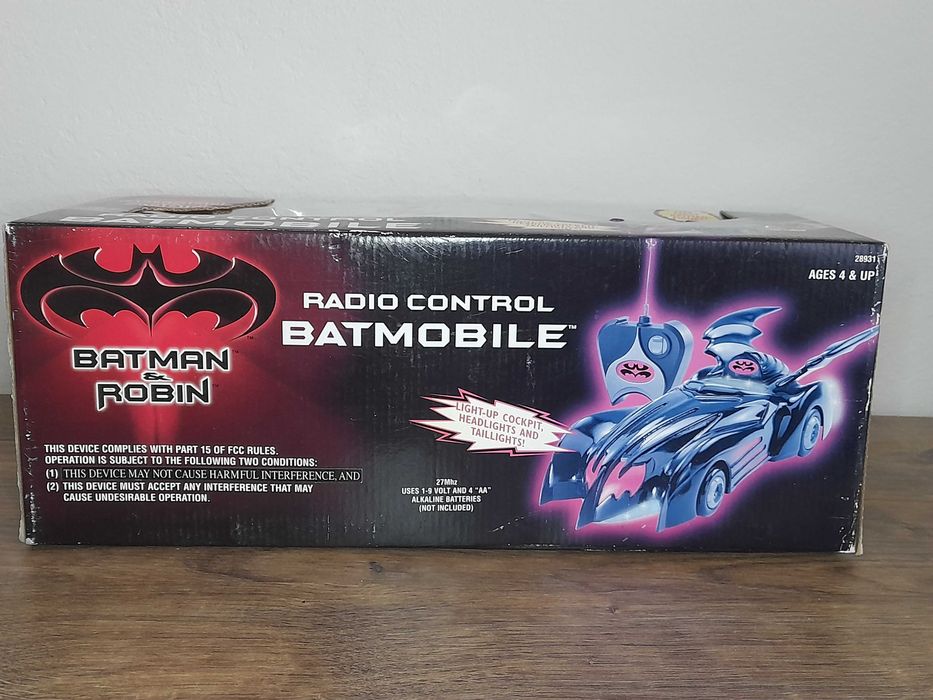 CONTROL
BATMOBILE
28931
AGES 4 & UP
RADIO CONTROL
BATMOBILE™
BATMAN
&
ROBIN™
LIGHT-UP COCKPIT,
HEADLIGHTS AND
TAILLIGHTS!
THIS DEVICE COMPLIES WITH PART 15 OF FCC RULES.
OPERATION IS SUBJECT TO THE FOLLOWING TWO CONDITIONS:
(1) THIS DEVICE MAY NOT CAUSE HARMFUL INTERFERENCE, AND
(2) THIS DEVICE MUST ACCEPT ANY INTERFERENCE THAT MAY
CAUSE UNDESIRABLE OPERATION.
27Mhz
USES 1-9 VOLT AND 4 "AA"
ALKALINE BATTERIES
(NOT INCLUDED)